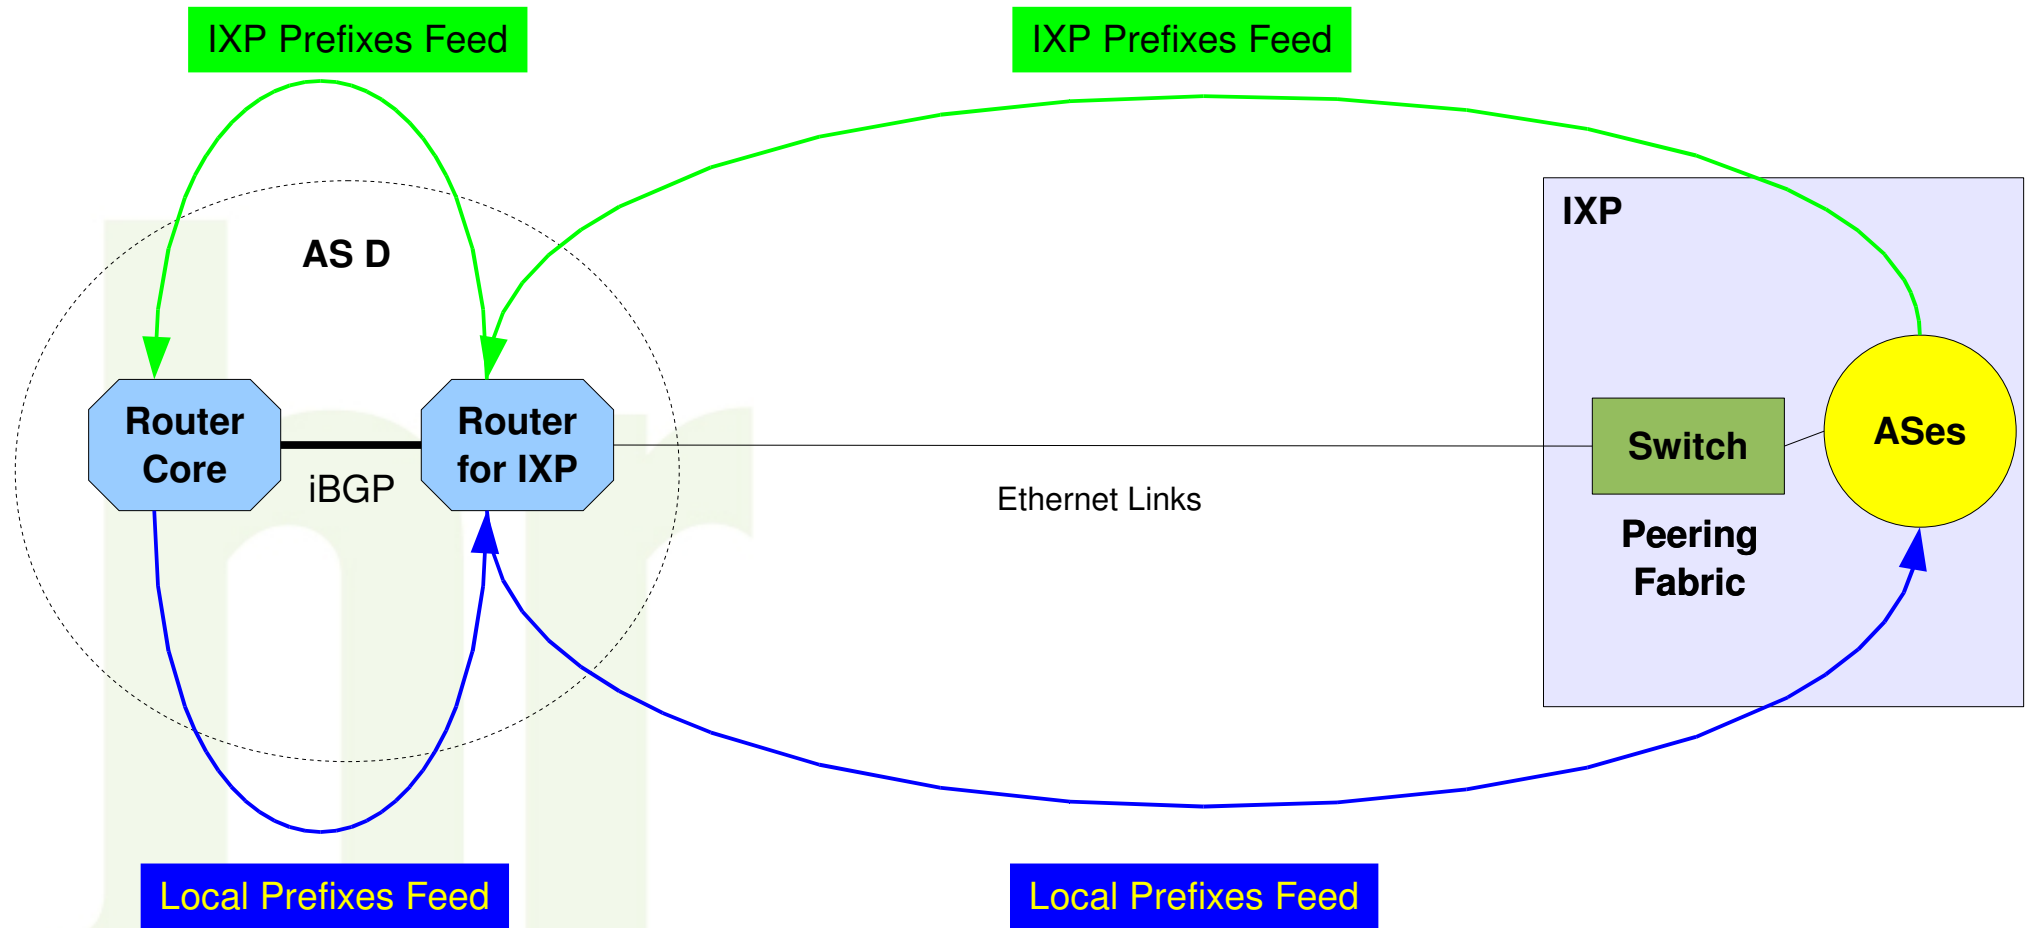 IXP Prefixes Feed
IXP Prefixes Feed
IXP
AS D
Router
Core
Router
for IXP
iBGP
Ethernet Links
Switch
ASes
Peering
Fabric
Local Prefixes Feed
Local Prefixes Feed